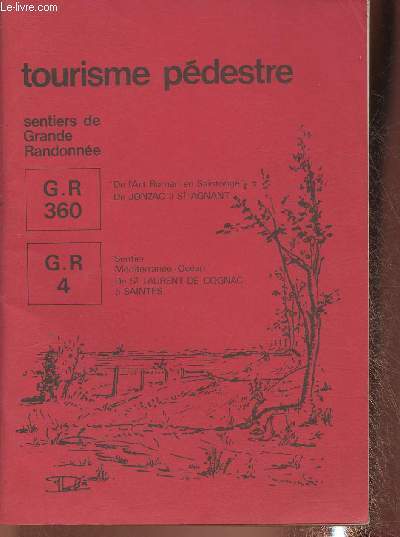 Le-livre.com
tourisme pédestre
sentiers de
Grande
Randonnée
G.R
360
De l'Art Roman en Saintonge
De JONZAC à St AGNANT
G.R
4
Sentier
Méditerranée-Océan
De St LAURENT DE COGNAC
à SAINTES